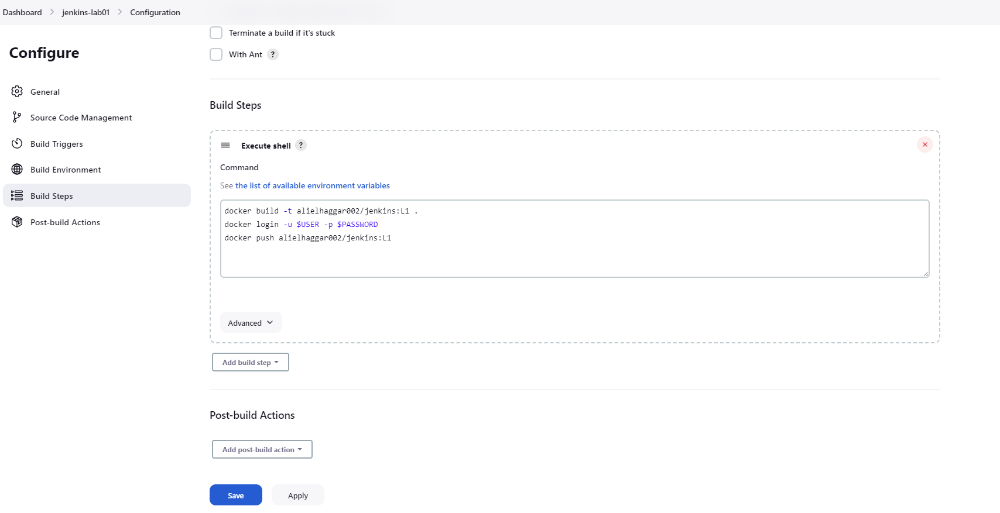 Dashboard > jenkins-lab01 > Configuration
Configure
General
Source Code Management
Build Triggers
Build Environment
Build Steps
Post-build Actions
Terminate a build if it's stuck
With Ant ?
Build Steps
Execute shell ?
Command
See the list of available environment variables
docker build -t alielhaggar002/jenkins:L1 .
docker login -u $USER -p $PASSWORD
docker push alielhaggar002/jenkins:L1
Advanced
Add build step
Post-build Actions
Add post-build action
Save
Apply